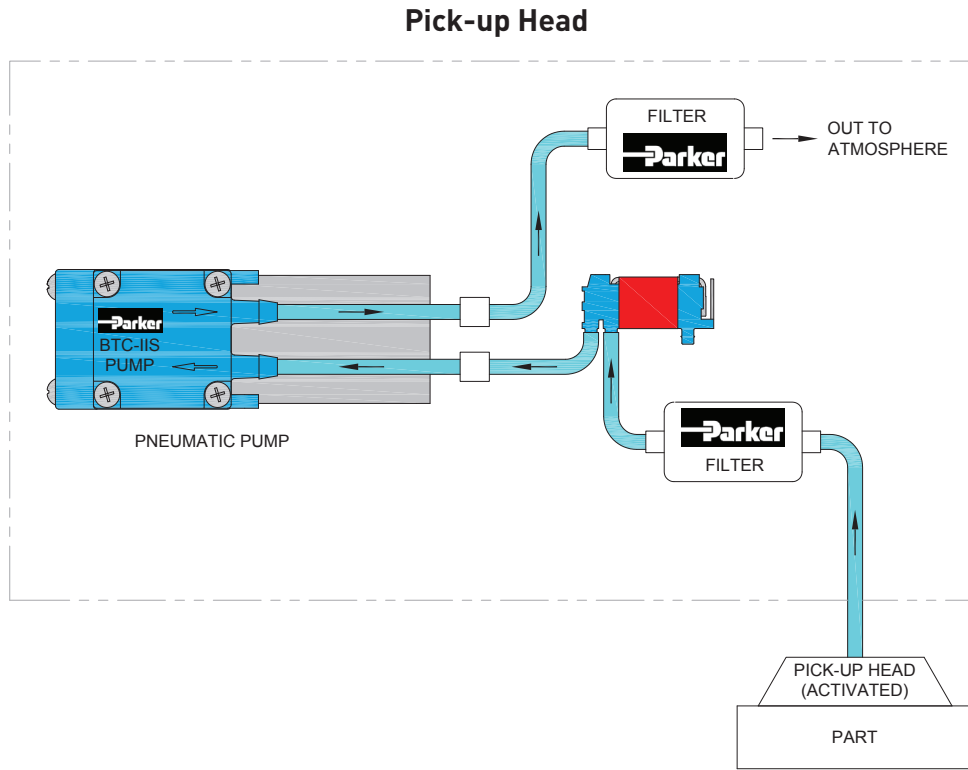 Pick-up Head
FILTER
Parker
OUT TO
ATMOSPHERE
Parker
BTC-IIS
PUMP
PNEUMATIC PUMP
Parker
FILTER
PICK-UP HEAD
(ACTIVATED)
PART